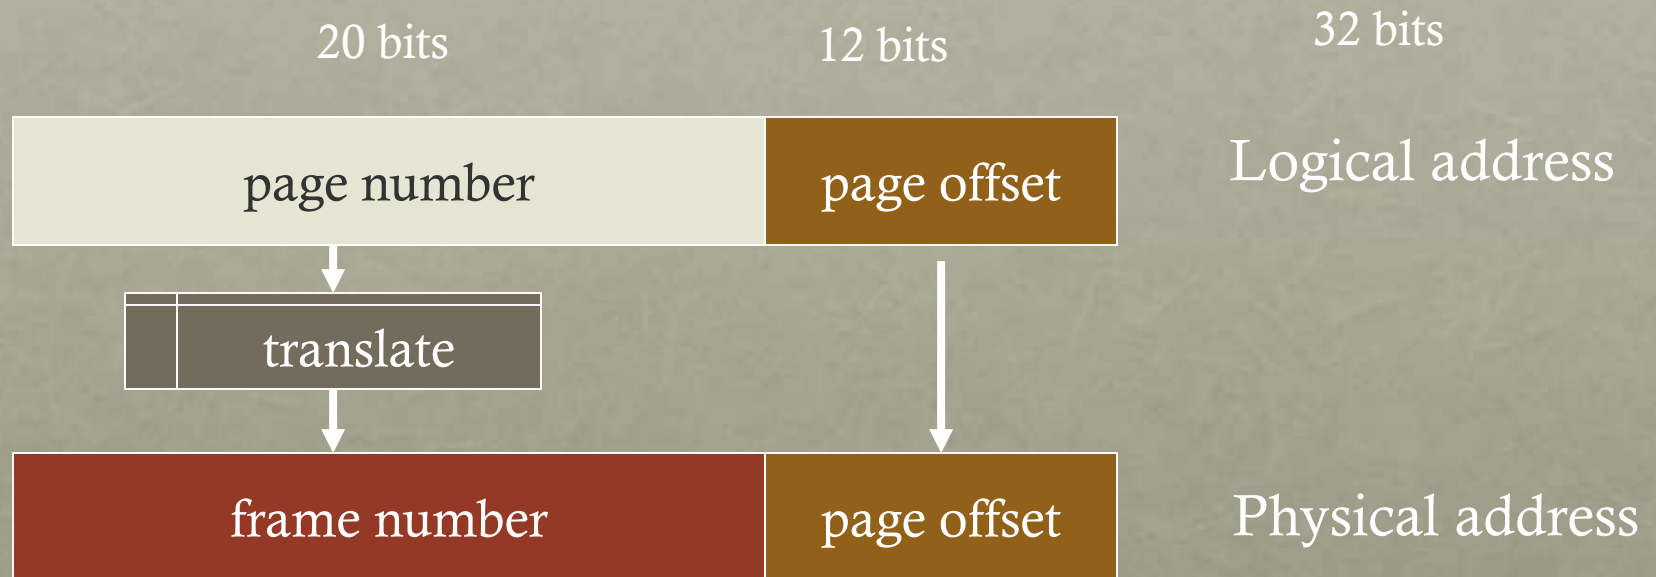 20 bits
12 bits
32 bits
page number
page offset
Logical address
translate
frame number
page offset
Physical address